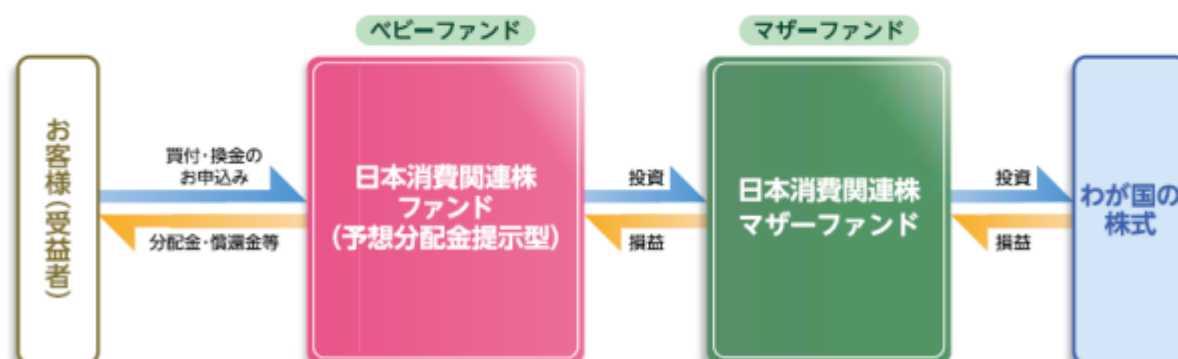 ベビーファンド
マザーファンド
お客様(受益者)
買付・換金の
お申込み
分配金・償還金等
日本消費関連株
ファンド
(予想分配金提示型)
投資
損益
日本消費関連株
マザーファンド
投資
損益
わが国の
株式